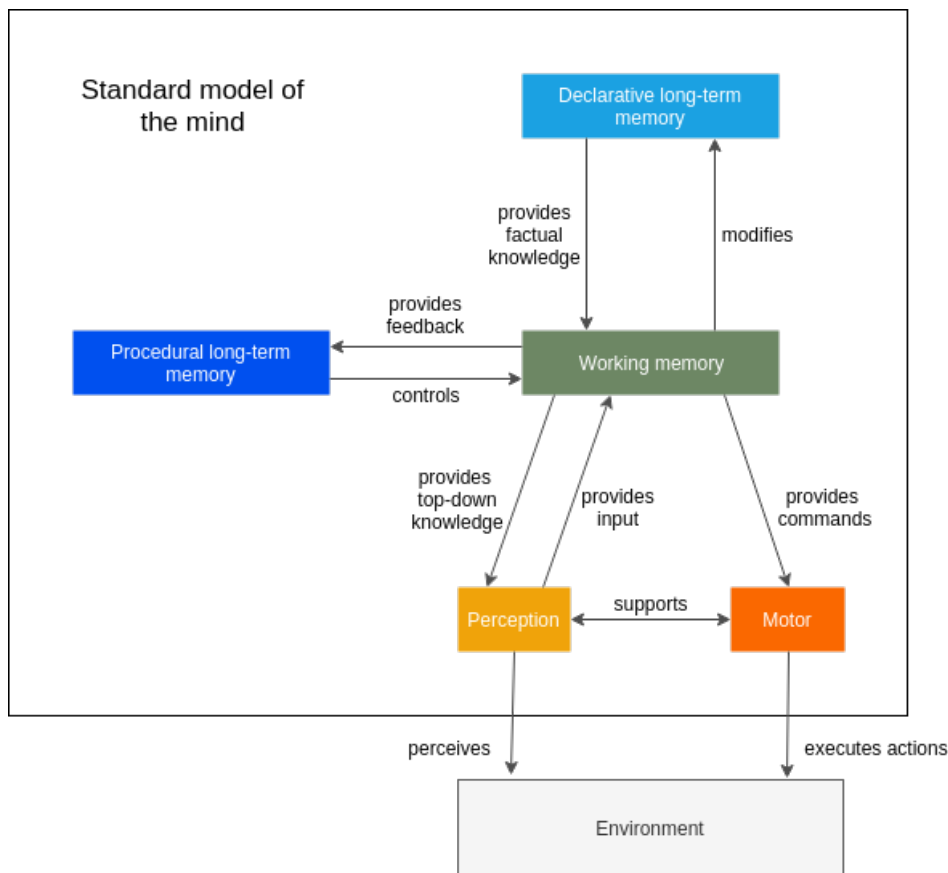 Standard model of
the mind
Declarative long-term
memory
provides
factual
knowledge
modifies
provides
feedback
Procedural long-term
memory
Working memory
controls
provides
top-down
knowledge
provides
input
provides
commands
Perception
supports
Motor
perceives
executes actions
Environment